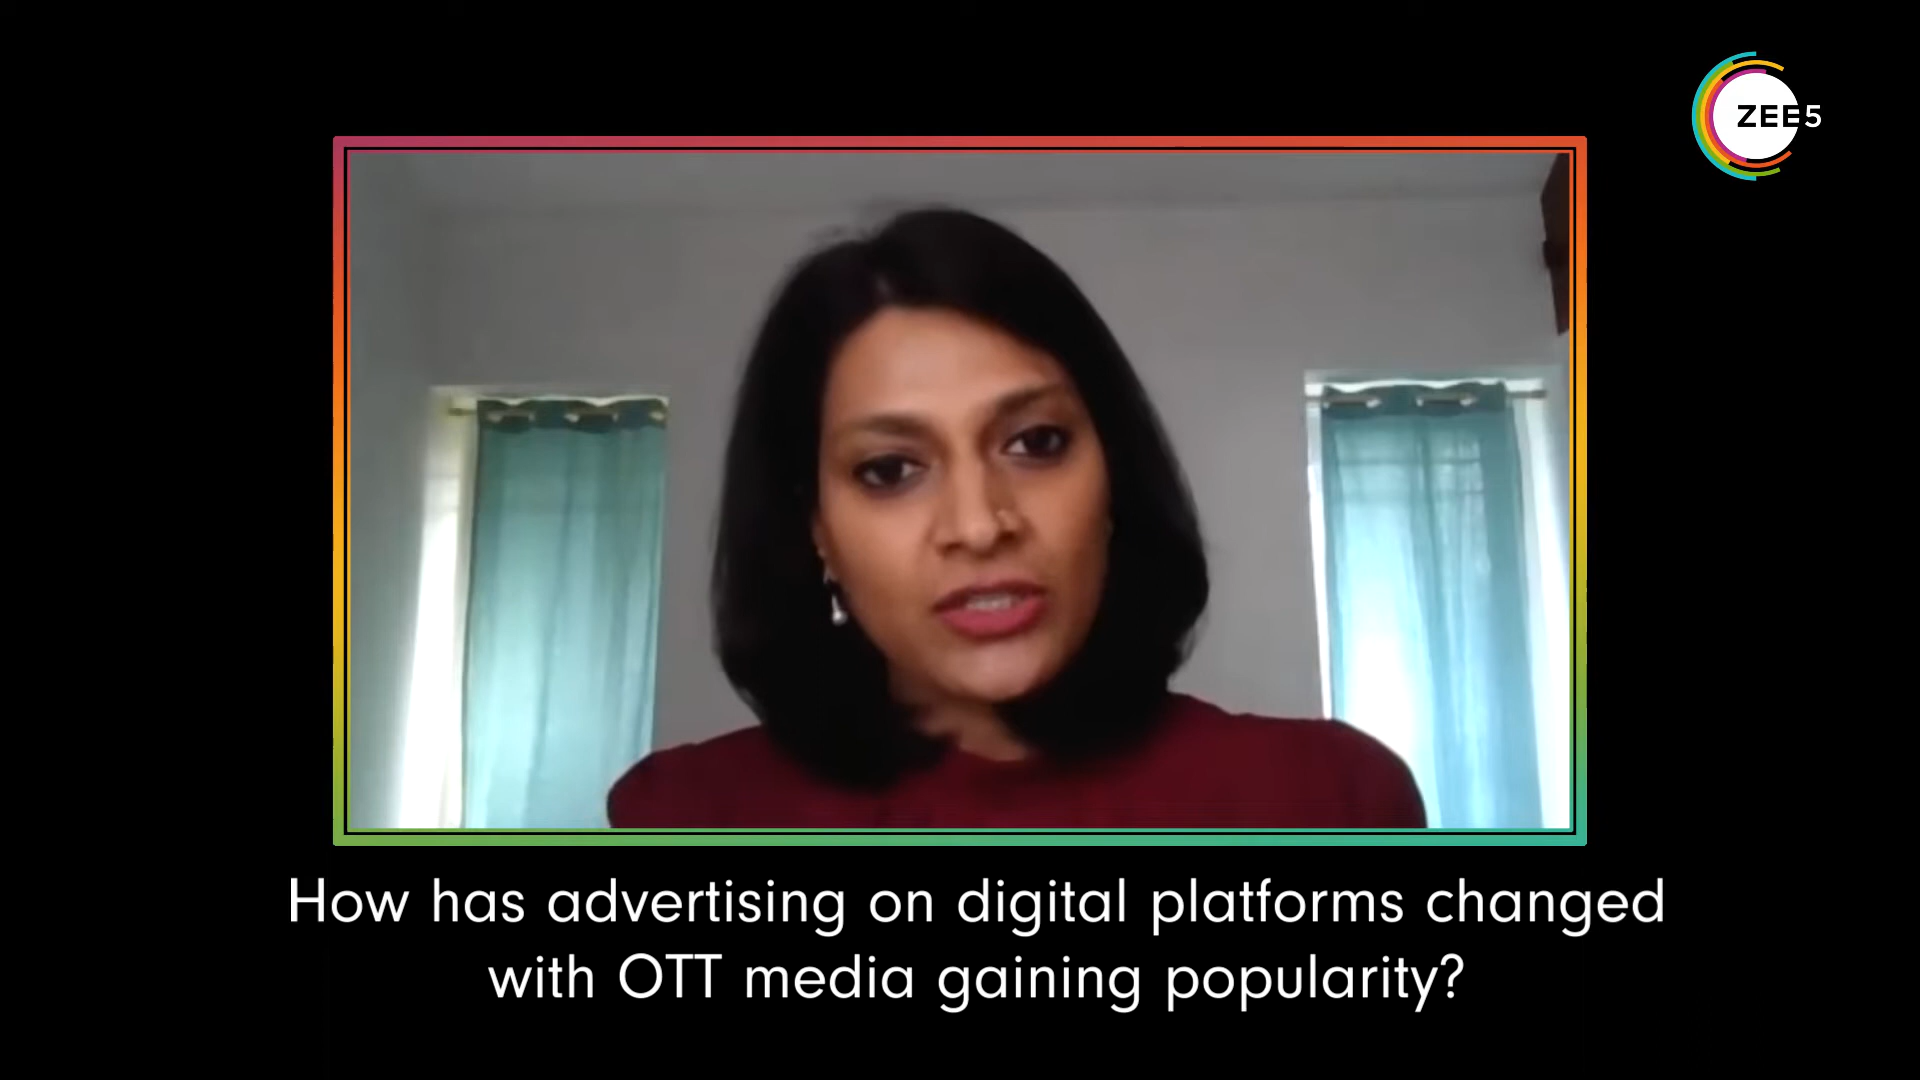 ZEE5
How has advertising on digital platforms changed
with OTT media gaining popularity?